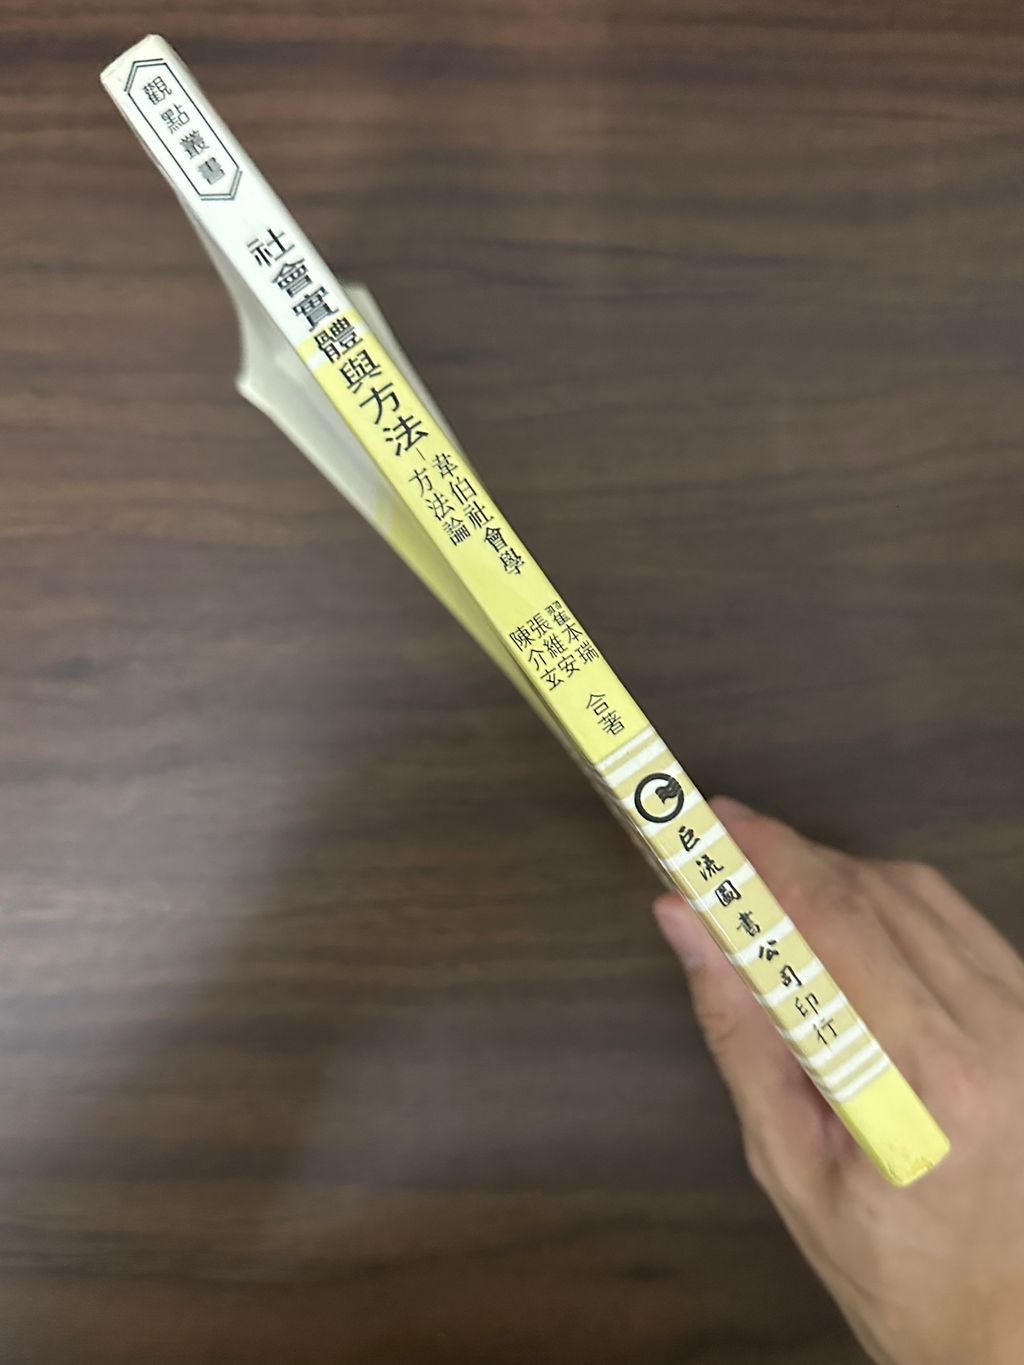 觀點叢書
社會實體與方法－
韋伯社會學
方法論
翟本瑞
張維安
陳介玄
合著
巨流圖書公司印行